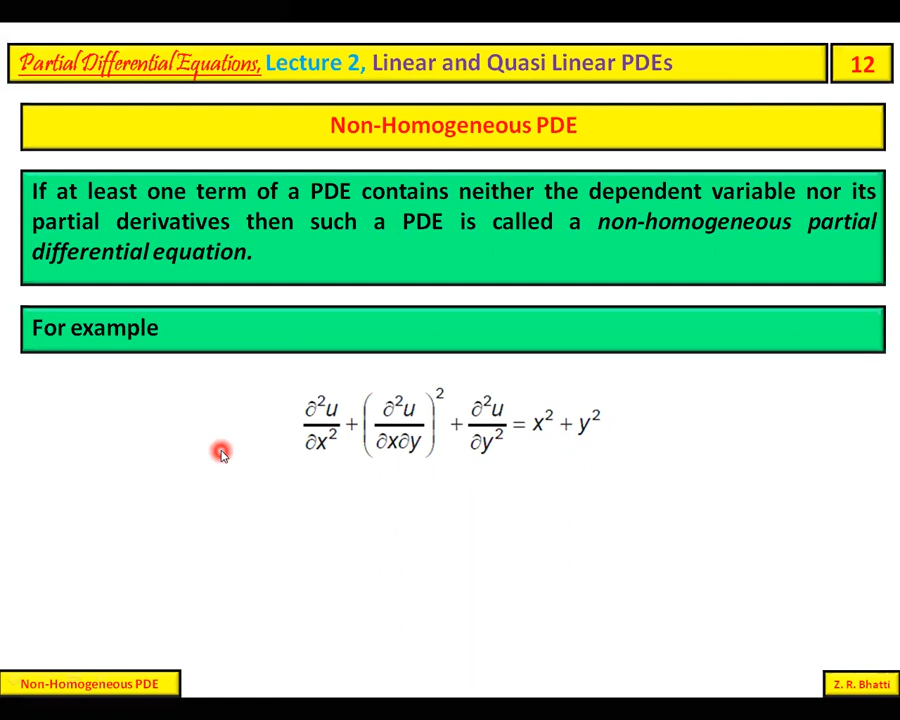 Partial Differential Equations, Lecture 2, Linear and Quasi Linear PDEs
12
Non-Homogeneous PDE
If at least one term of a PDE contains neither the dependent variable nor its
partial derivatives then such a PDE is called a non-homogeneous partial
differential equation.
For example
∂²u/∂x² + (∂²u/∂x∂y)² + ∂²u/∂y² = x² + y²
Non-Homogeneous PDE
Z. R. Bhatti